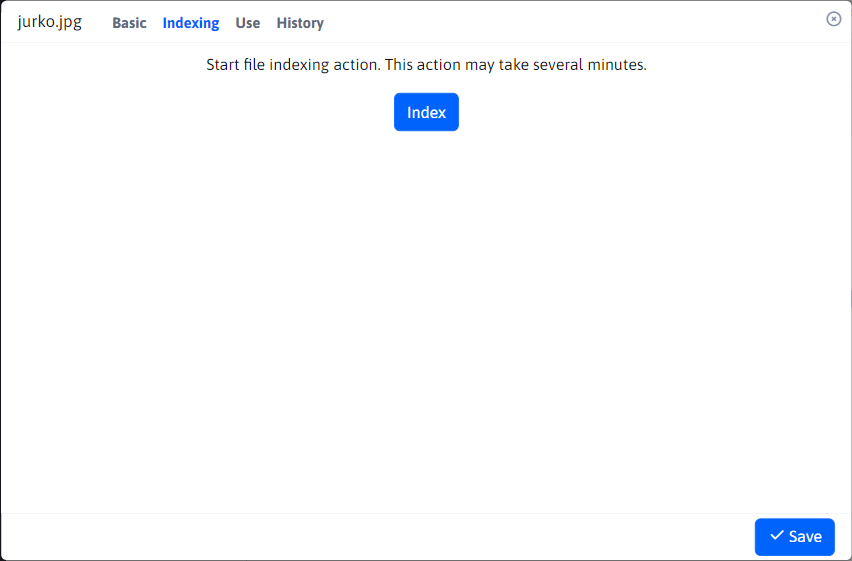 jurko.jpg Basic Indexing Use History
Start file indexing action. This action may take several minutes.
Index
Save